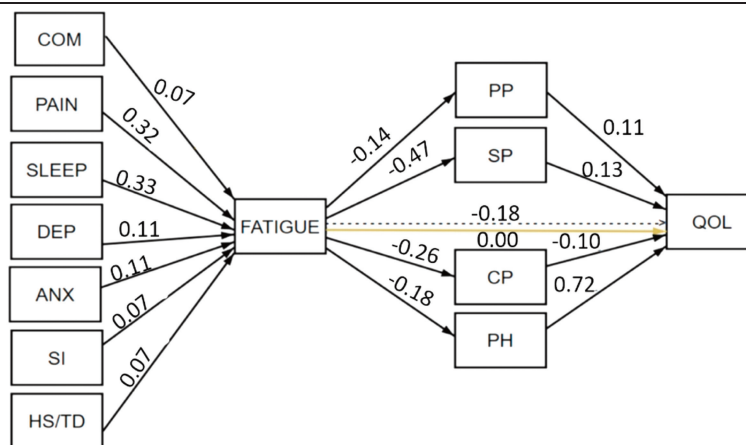 COM
PAIN
SLEEP
DEP
ANX
SI
HS/TD
0.07
0.32
0.33
0.11
0.11
0.07
0.07
FATIGUE
-0.14
-0.47
-0.18
0.00
-0.26
-0.18
PP
SP
CP
PH
0.11
0.13
-0.10
0.72
QOL